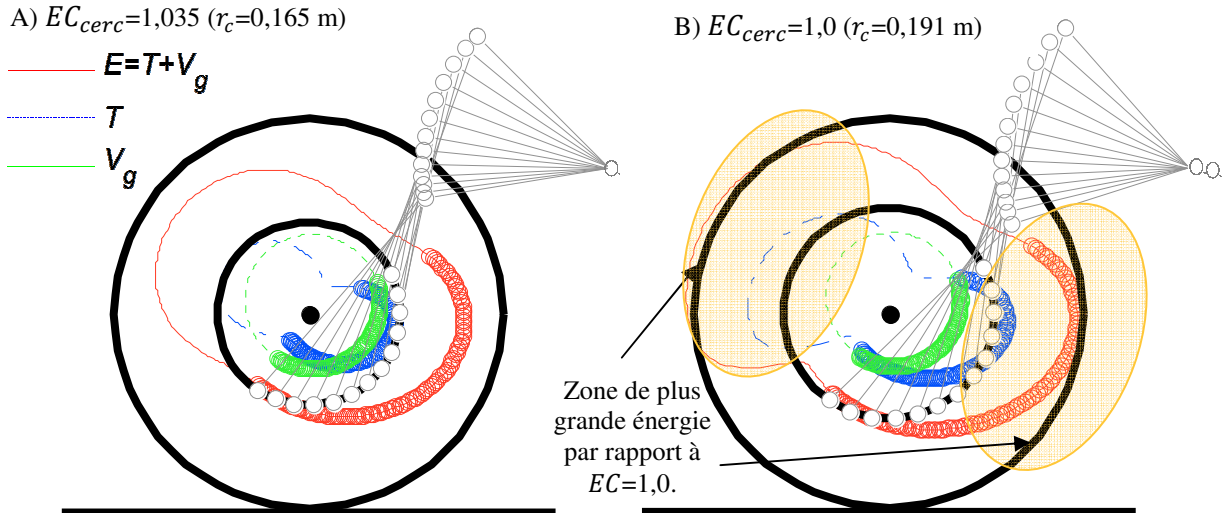 A) EC_cerc=1,035 (r_c=0,165 m)
B) EC_cerc=1,0 (r_c=0,191 m)
E=T+V_g
T
V_g
Zone de plus
grande énergie
par rapport à
EC=1,0.